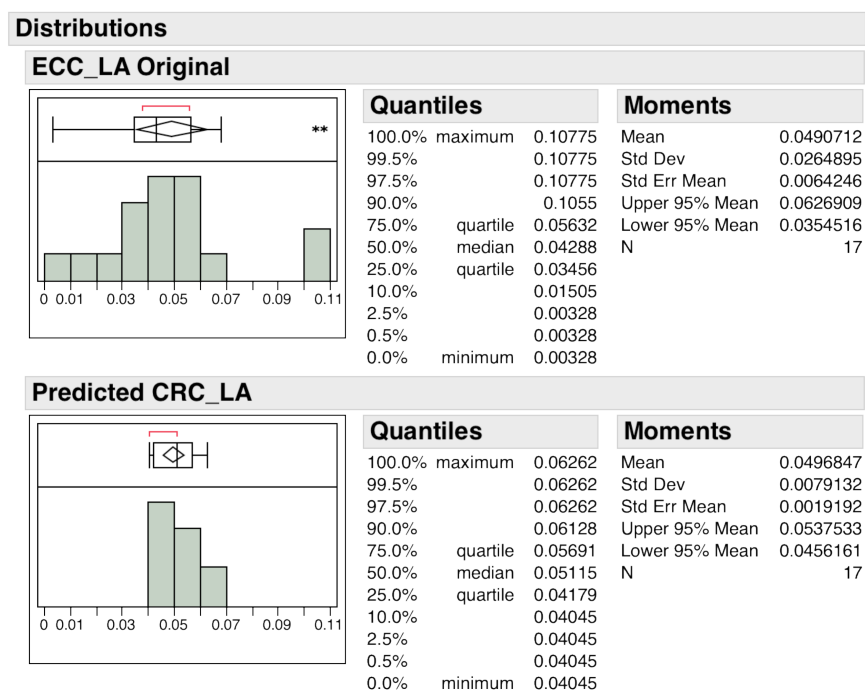 Distributions
ECC_LA Original
**
0 0.01 0.03 0.05 0.07 0.09 0.11
Quantiles
100.0% maximum 0.10775
99.5% 0.10775
97.5% 0.10775
90.0% 0.1055
75.0% quartile 0.05632
50.0% median 0.04288
25.0% quartile 0.03456
10.0% 0.01505
2.5% 0.00328
0.5% 0.00328
0.0% minimum 0.00328
Moments
Mean 0.0490712
Std Dev 0.0264895
Std Err Mean 0.0064246
Upper 95% Mean 0.0626909
Lower 95% Mean 0.0354516
N 17
Predicted CRC_LA
0 0.01 0.03 0.05 0.07 0.09 0.11
Quantiles
100.0% maximum 0.06262
99.5% 0.06262
97.5% 0.06262
90.0% 0.06128
75.0% quartile 0.05691
50.0% median 0.05115
25.0% quartile 0.04179
10.0% 0.04045
2.5% 0.04045
0.5% 0.04045
0.0% minimum 0.04045
Moments
Mean 0.0496847
Std Dev 0.0079132
Std Err Mean 0.0019192
Upper 95% Mean 0.0537533
Lower 95% Mean 0.0456161
N 17